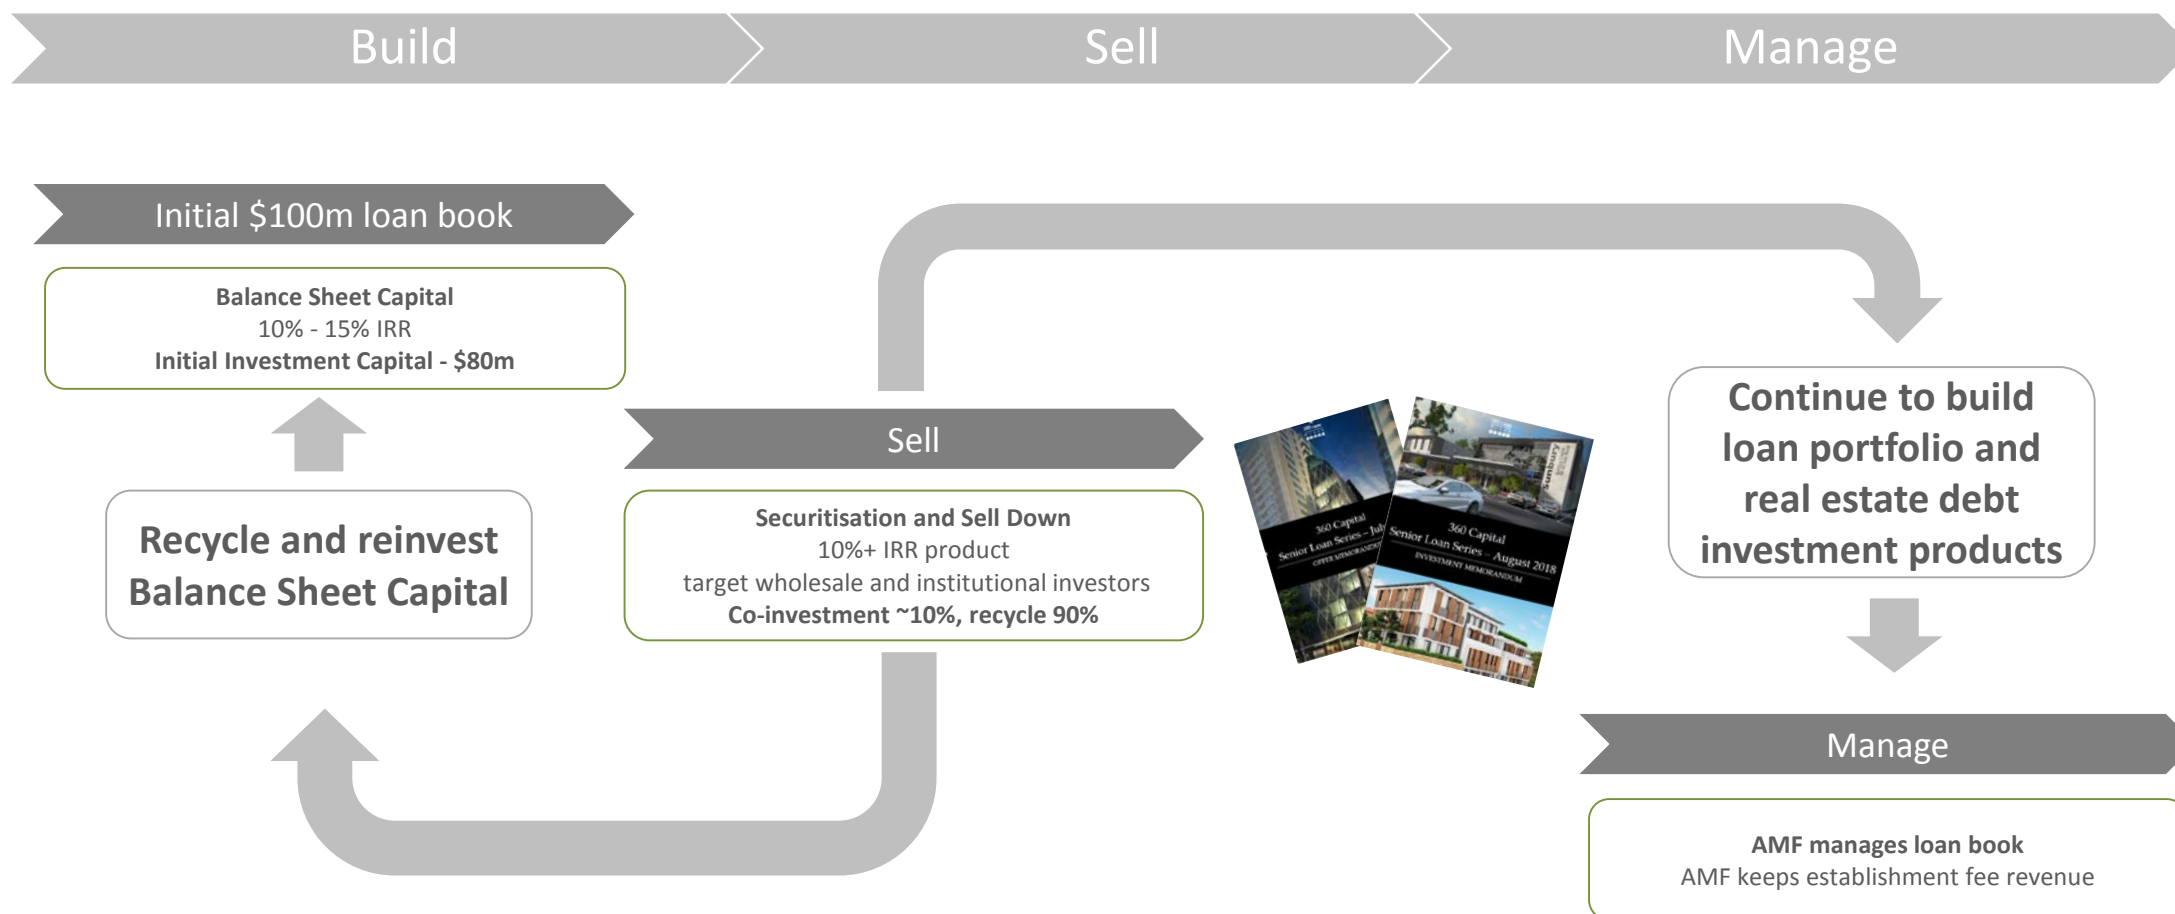 Build
Sell
Manage
Initial $100m loan book
Balance Sheet Capital
10% - 15% IRR
Initial Investment Capital - $80m
Recycle and reinvest
Balance Sheet Capital
Sell
Securitisation and Sell Down
10%+ IRR product
target wholesale and institutional investors
Co-investment ~10%, recycle 90%
360 Capital
Senior Loan Series – July
OFFER MEMORANDUM
sunbury
360 Capital
Senior Loan Series – August 2018
INVESTMENT MEMORANDUM
Continue to build
loan portfolio and
real estate debt
investment products
Manage
AMF manages loan book
AMF keeps establishment fee revenue